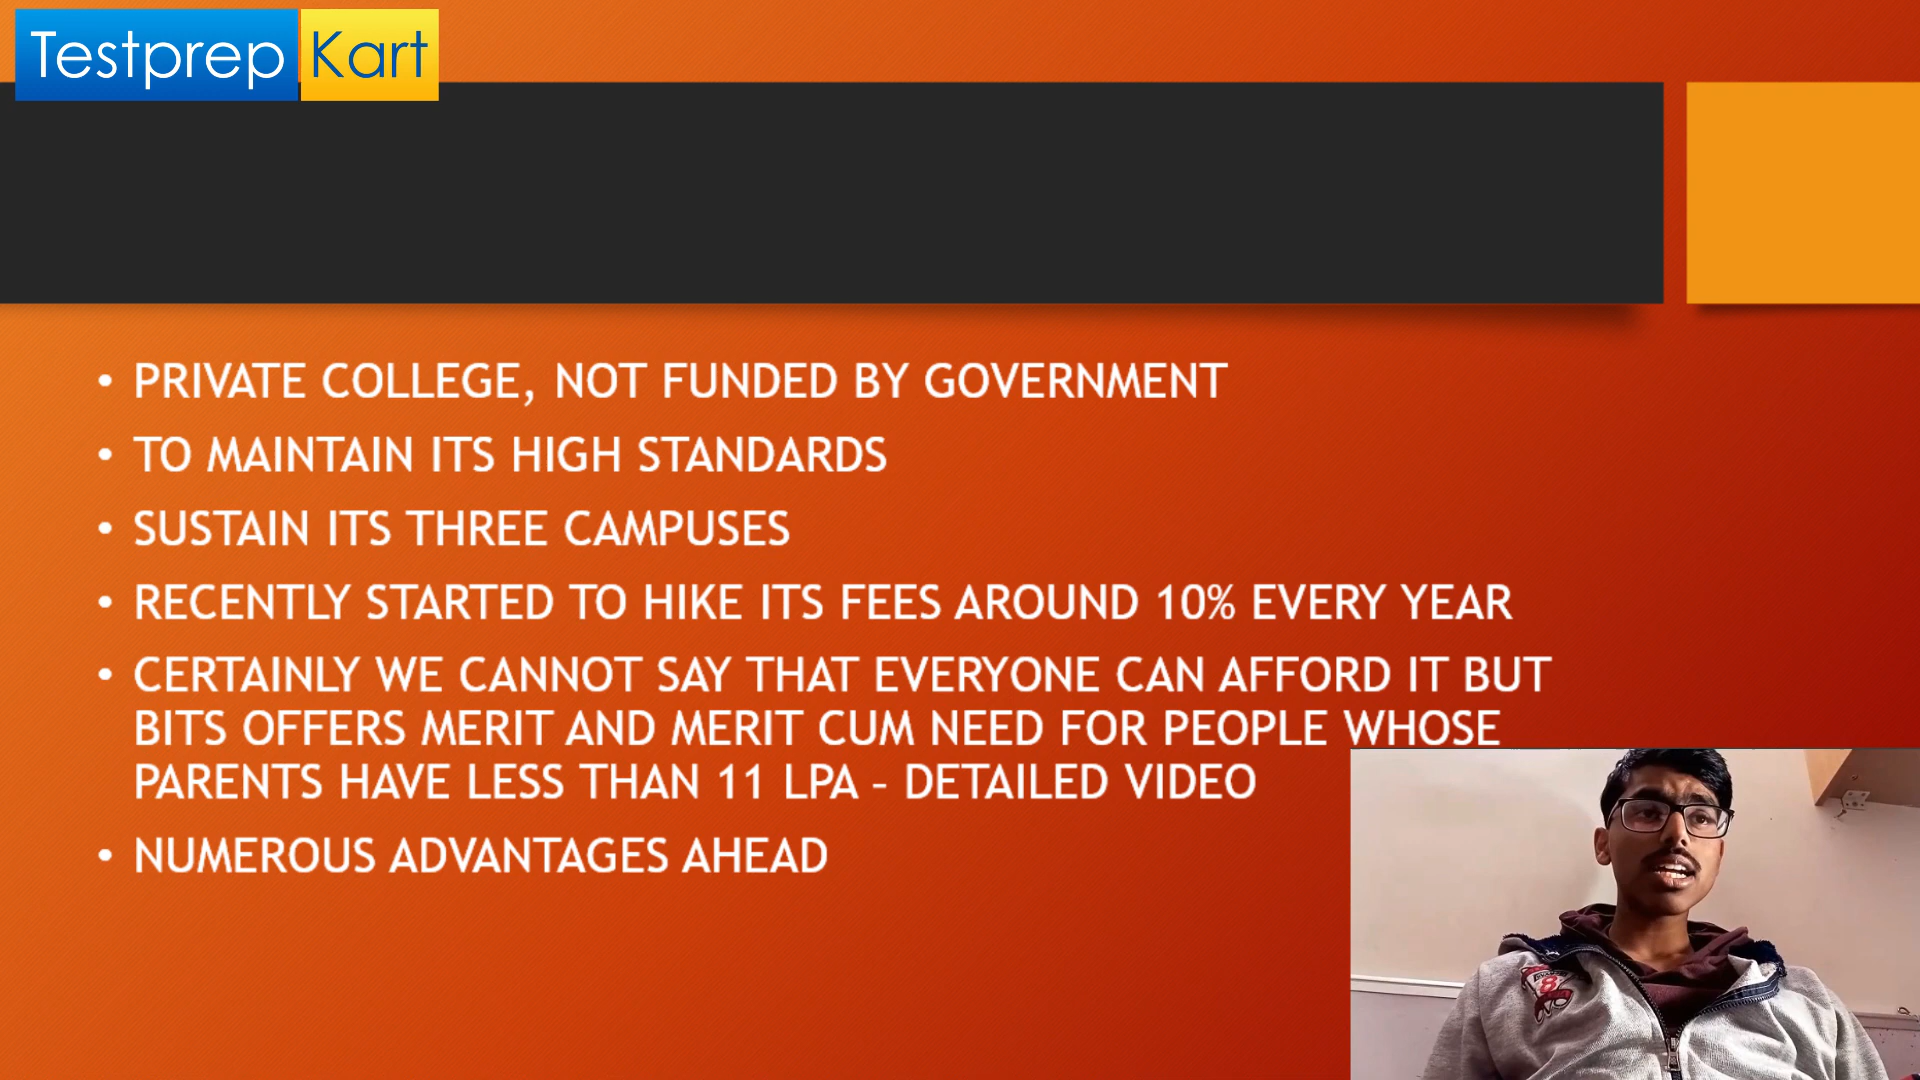 Testprep Kart
• PRIVATE COLLEGE, NOT FUNDED BY GOVERNMENT
• TO MAINTAIN ITS HIGH STANDARDS
• SUSTAIN ITS THREE CAMPUSES
• RECENTLY STARTED TO HIKE ITS FEES AROUND 10% EVERY YEAR
• CERTAINLY WE CANNOT SAY THAT EVERYONE CAN AFFORD IT BUT
BITS OFFERS MERIT AND MERIT CUM NEED FOR PEOPLE WHOSE
PARENTS HAVE LESS THAN 11 LPA – DETAILED VIDEO
• NUMEROUS ADVANTAGES AHEAD
8